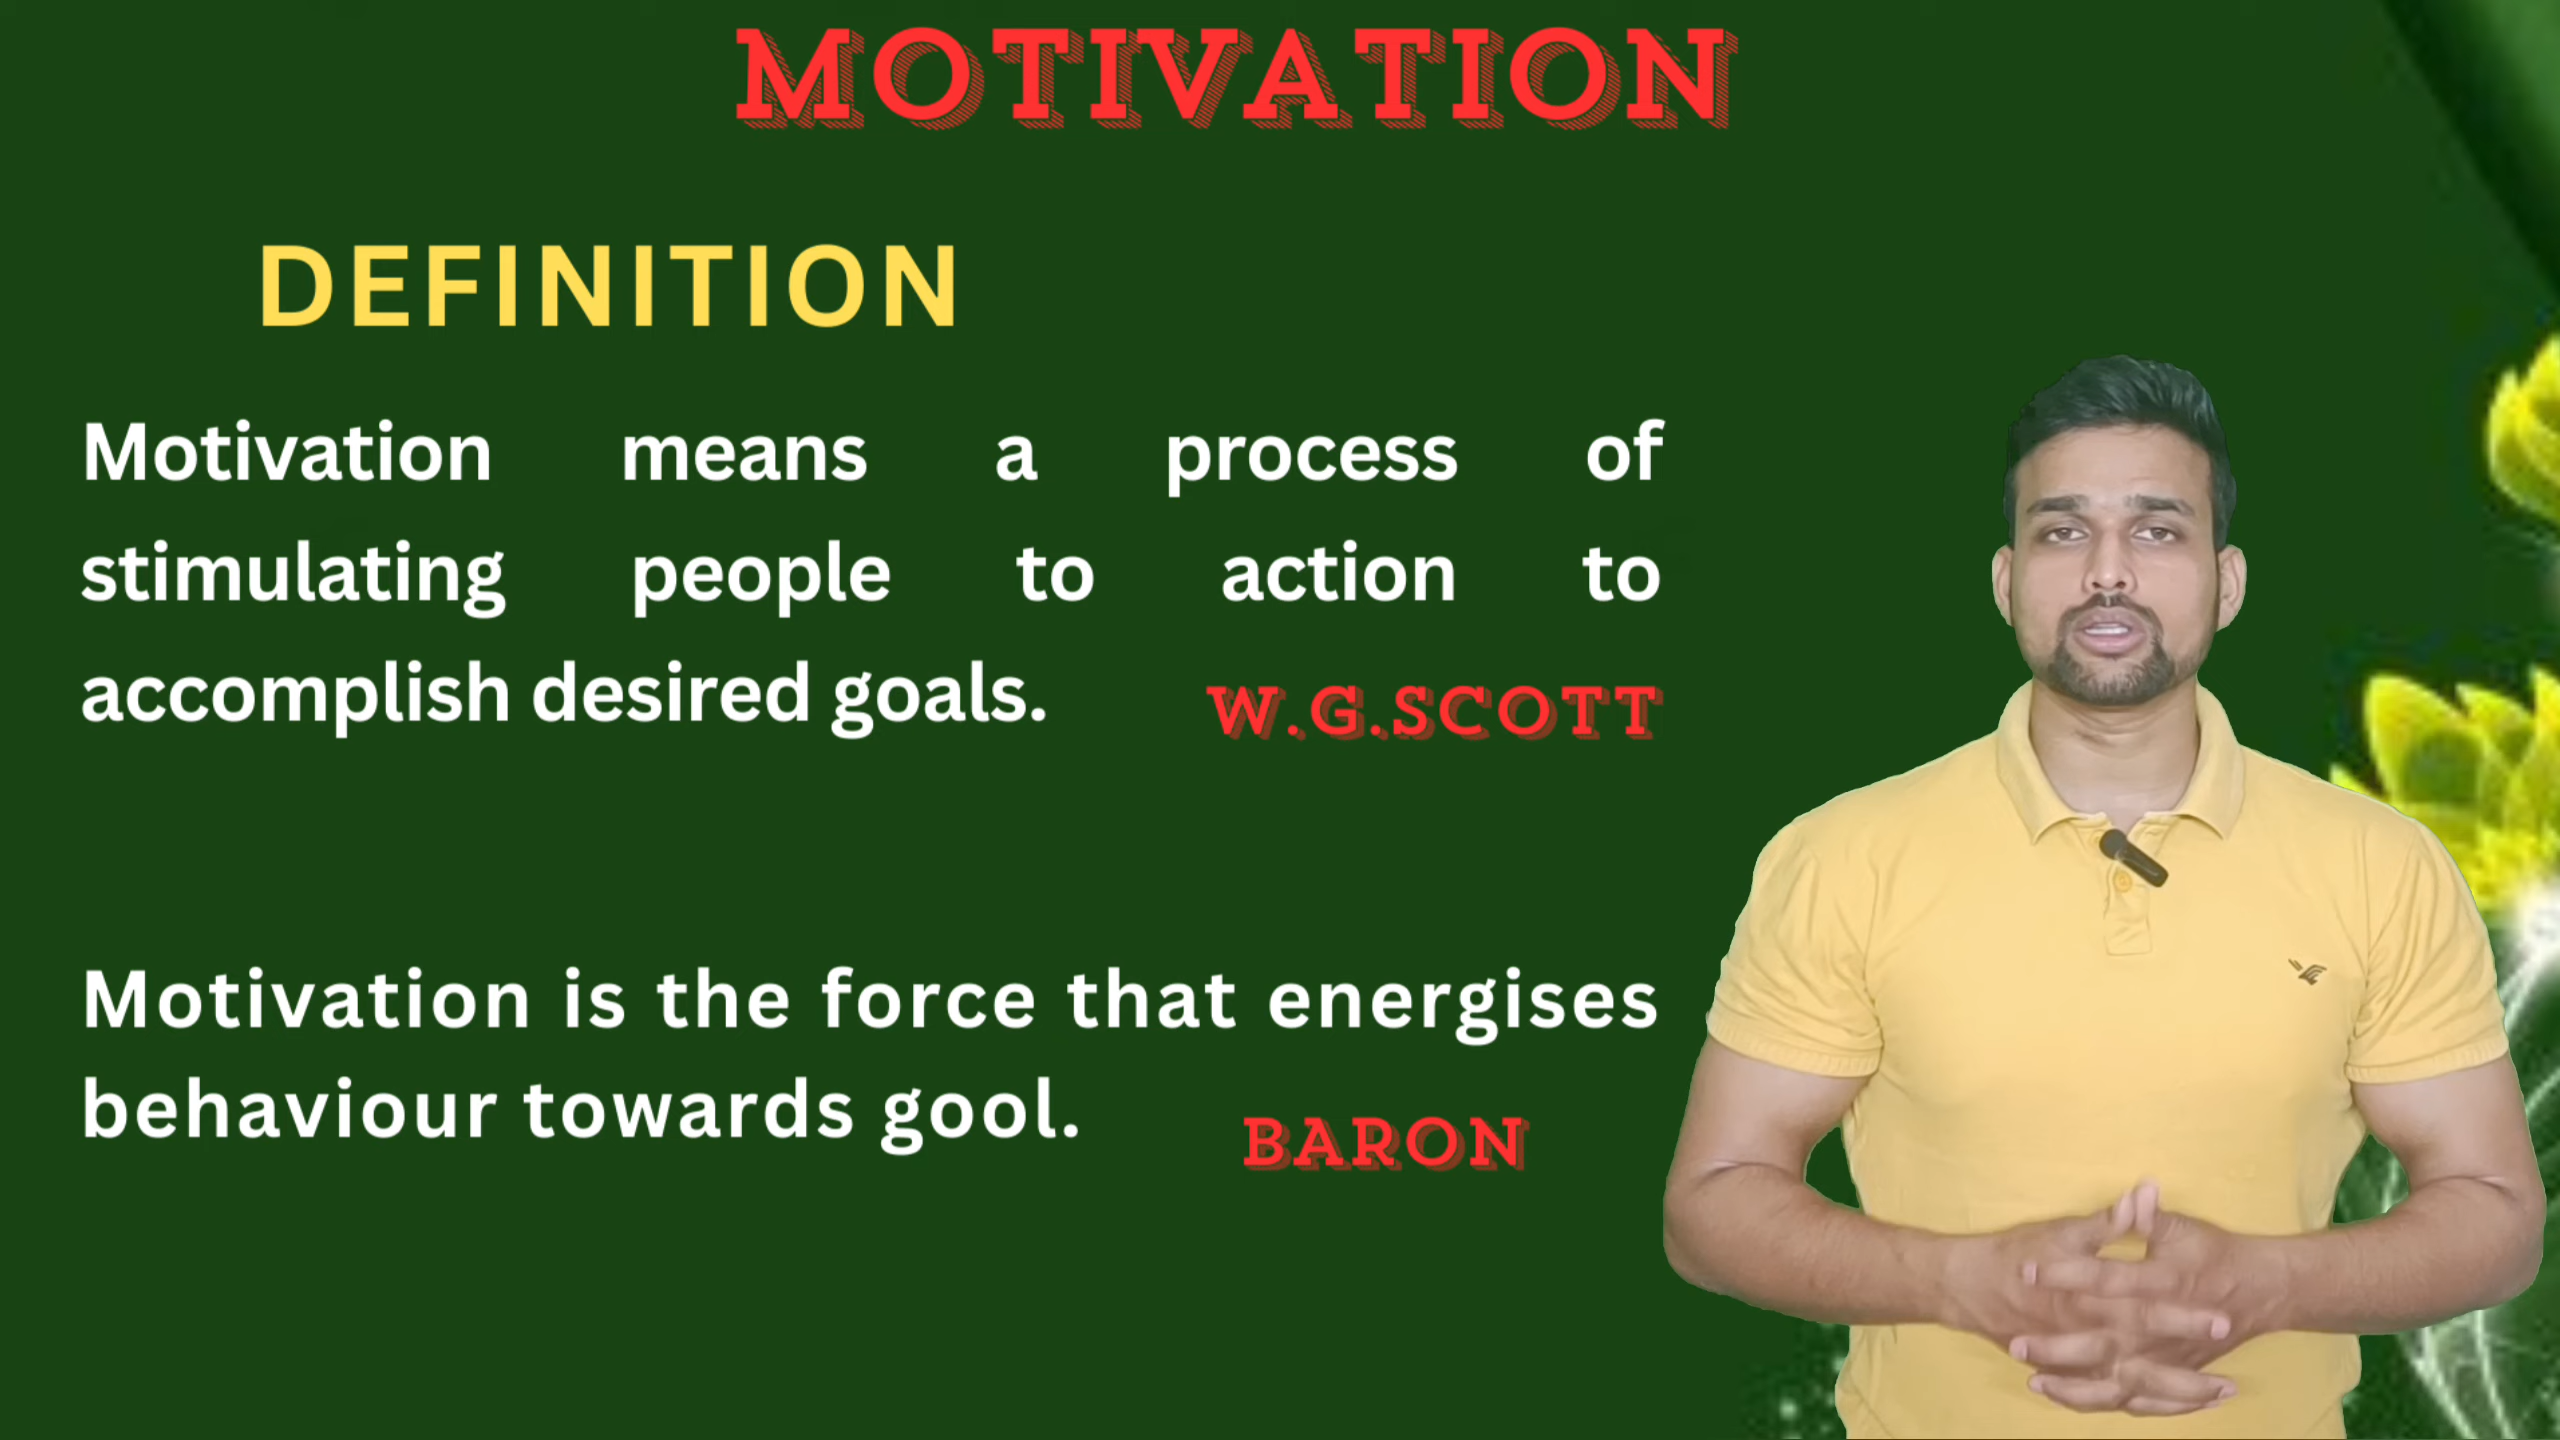 MOTIVATION
DEFINITION
Motivation means a process of
stimulating people to action to
accomplish desired goals.
W.G.SCOTT
Motivation is the force that energises
behaviour towards gool.
BARON